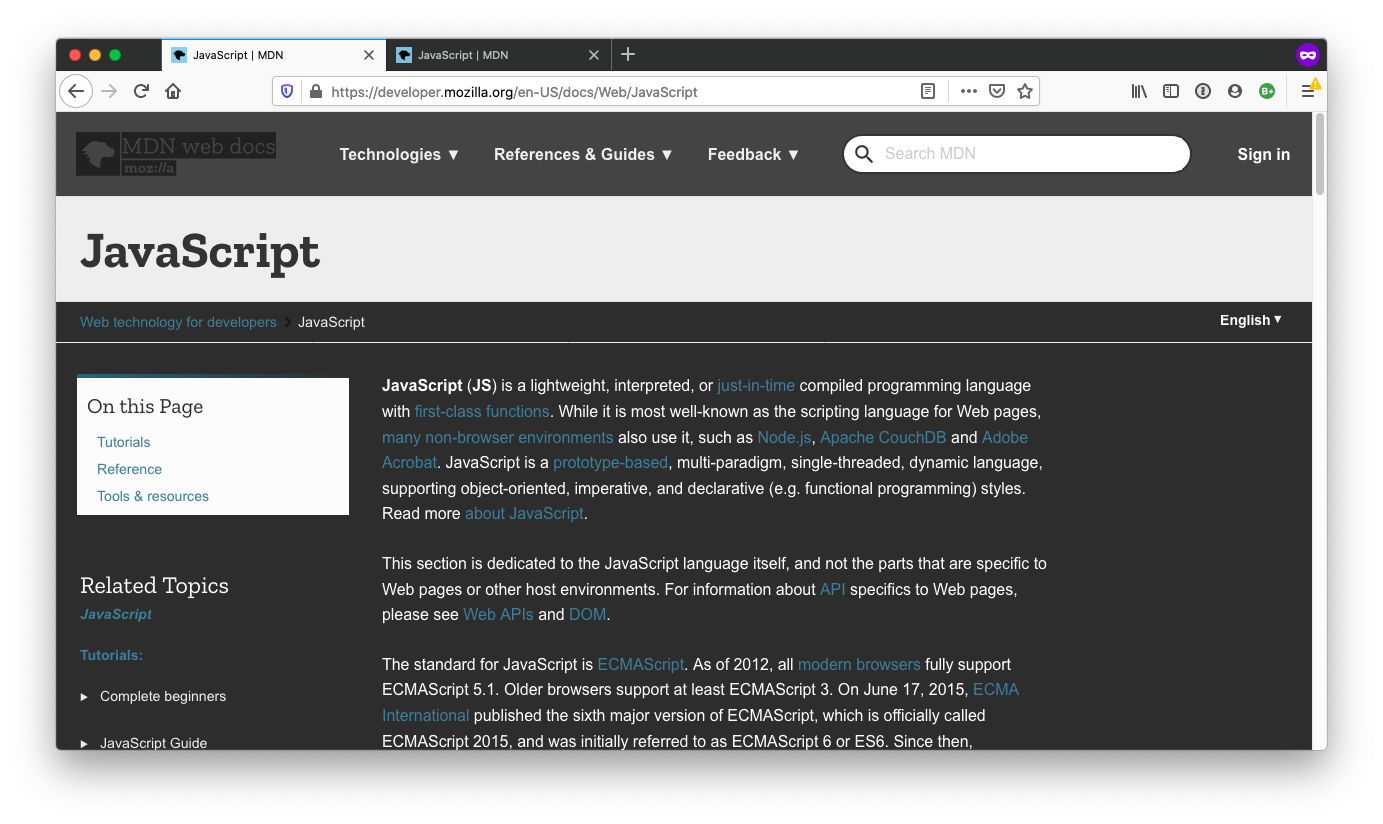 JavaScript | MDN
JavaScript | MDN
https://developer.mozilla.org/en-US/docs/Web/JavaScript
B+
MDN web docs
moz://a
Technologies ▼
References & Guides ▼
Feedback ▼
Search MDN
Sign in
JavaScript
Web technology for developers
JavaScript
English ▼
On this Page
Tutorials
Reference
Tools & resources
Related Topics
JavaScript
Tutorials:
Complete beginners
JavaScript Guide
JavaScript (JS) is a lightweight, interpreted, or just-in-time compiled programming language
with first-class functions. While it is most well-known as the scripting language for Web pages,
many non-browser environments also use it, such as Node.js, Apache CouchDB and Adobe
Acrobat. JavaScript is a prototype-based, multi-paradigm, single-threaded, dynamic language,
supporting object-oriented, imperative, and declarative (e.g. functional programming) styles.
Read more about JavaScript.
This section is dedicated to the JavaScript language itself, and not the parts that are specific to
Web pages or other host environments. For information about API specifics to Web pages,
please see Web APIs and DOM.
The standard for JavaScript is ECMAScript. As of 2012, all modern browsers fully support
ECMAScript 5.1. Older browsers support at least ECMAScript 3. On June 17, 2015, ECMA
International published the sixth major version of ECMAScript, which is officially called
ECMAScript 2015, and was initially referred to as ECMAScript 6 or ES6. Since then,